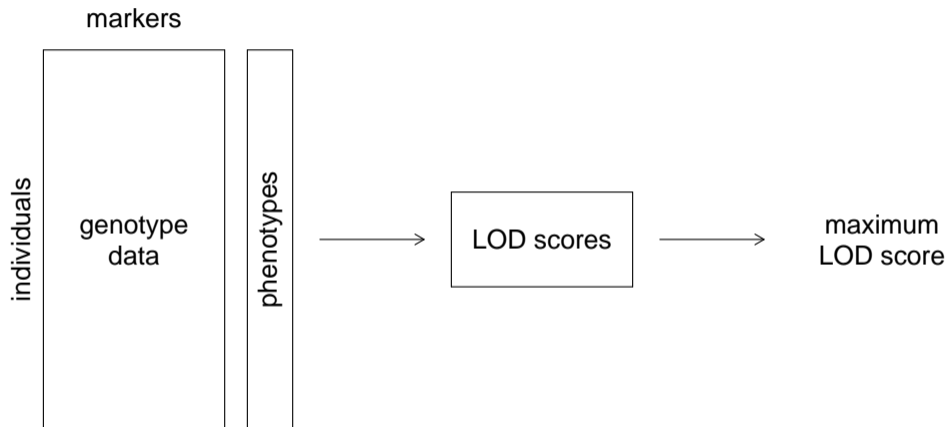 markers
individuals
genotype
data
phenotypes
LOD scores
maximum
LOD score